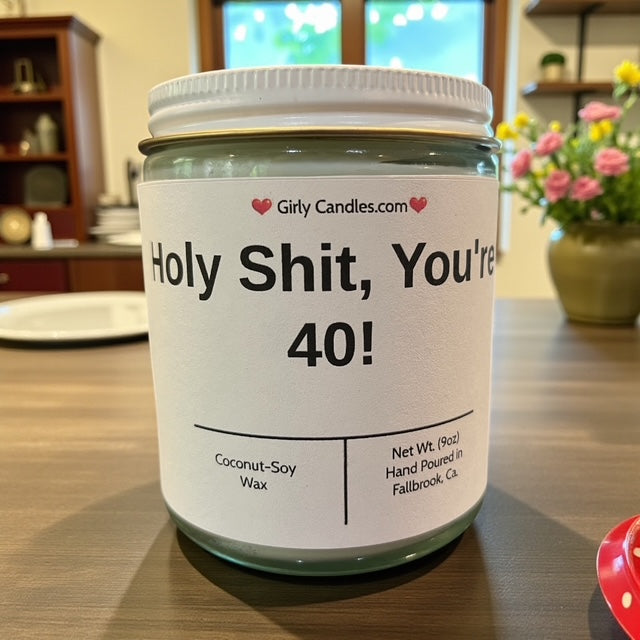 Girly Candles.com
Holy Shit, You're
40!
Coconut-Soy
Wax
Net Wt. (9oz)
Hand Poured in
Fallbrook, Ca.